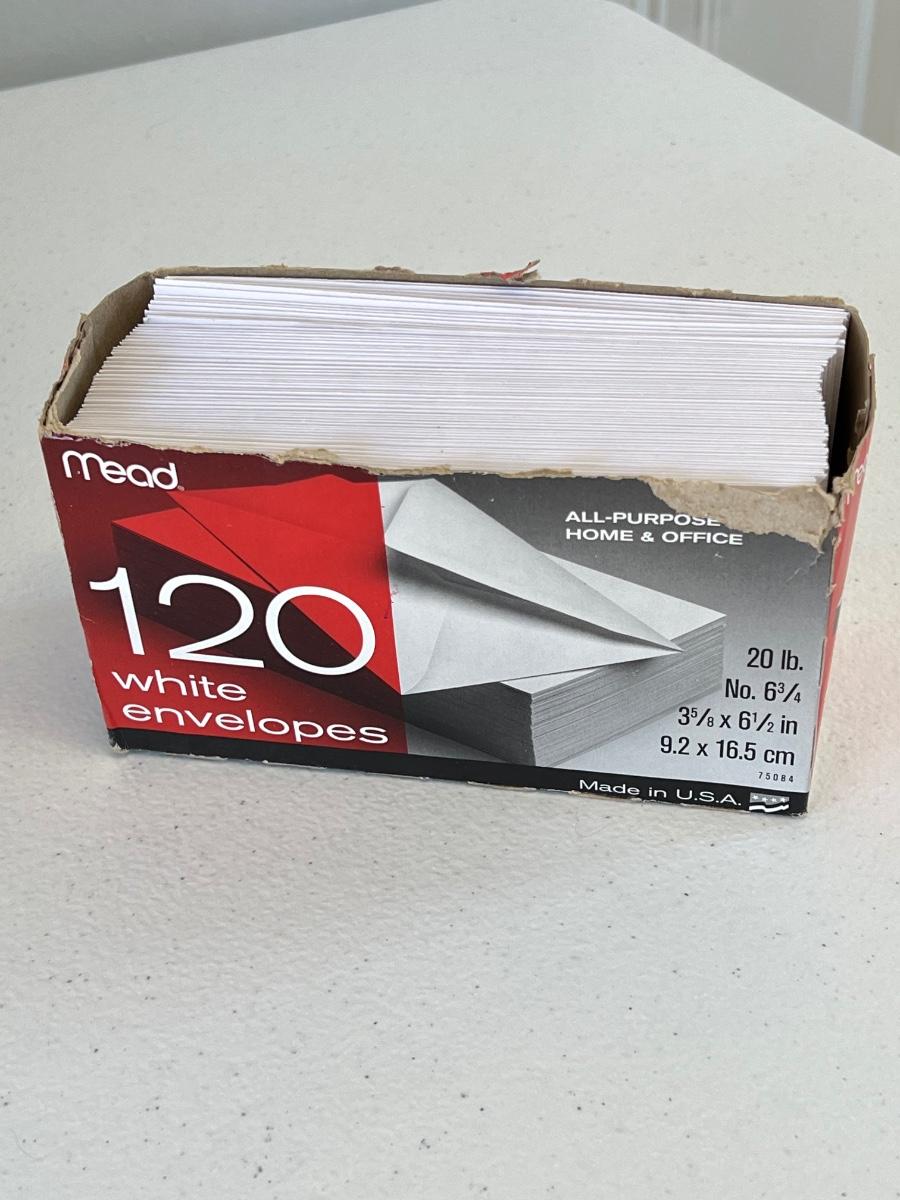 mead
ALL-PURPOSE
HOME & OFFICE
120
white
envelopes
20 lb.
No. 6¾
3⅝ x 6½ in
9.2 x 16.5 cm
75084
Made in U.S.A.